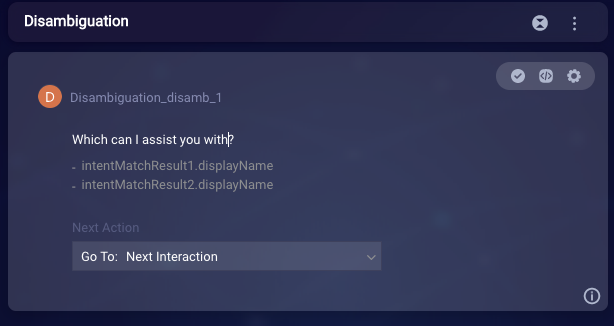 Disambiguation
D Disambiguation_disamb_1
Which can I assist you with?
- intentMatchResult1.displayName
- intentMatchResult2.displayName
Next Action
Go To: Next Interaction